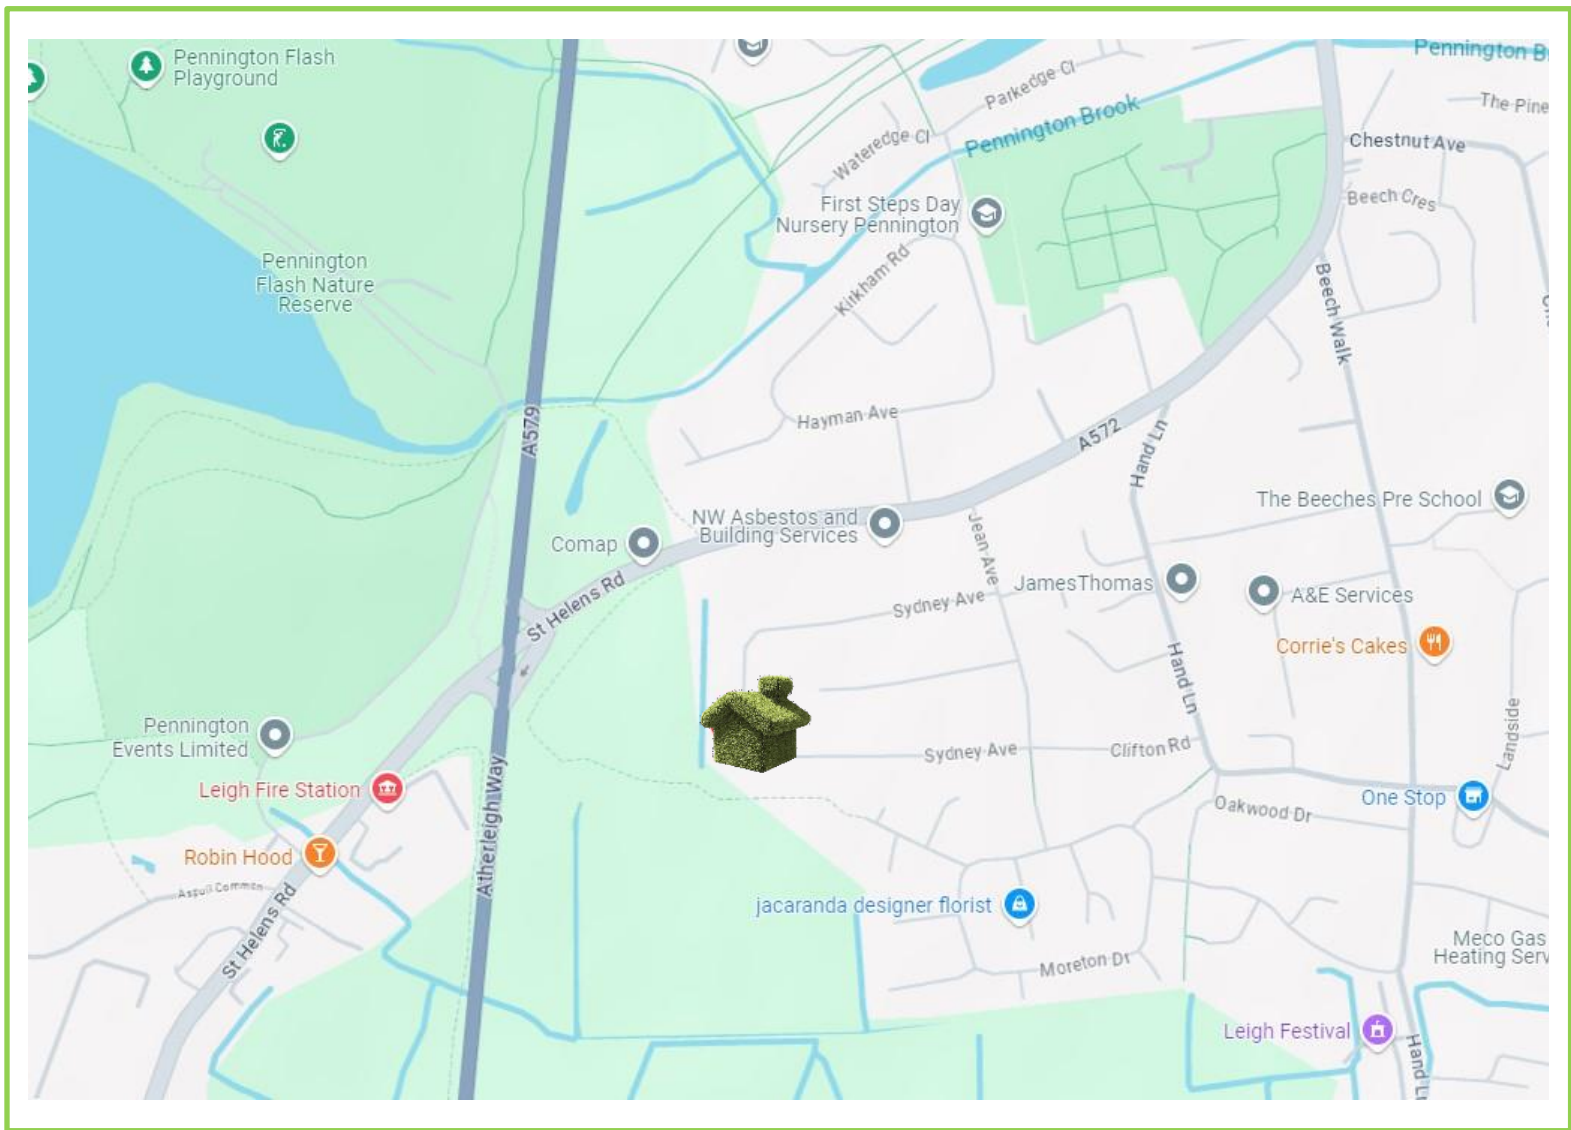 Pennington Flash
Playground
Pennington
Flash Nature
Reserve
A579
Parkedge Cl
Wateredge Cl
Pennington Brook
First Steps Day
Nursery Pennington
Kirkham Rd
Hayman Ave
A572
Pennington B
The Pine
Chestnut Ave
Beech Cres
Beech Walk
Hand Ln
The Beeches Pre School
NW Asbestos and
Building Services
Comap
St Helens Rd
Jean Ave
Sydney Ave
JamesThomas
A&E Services
Corrie's Cakes
Hand Ln
Landside
Pennington
Events Limited
Leigh Fire Station
Robin Hood
Aspull Common
St Helens Rd
Atherleigh Way
Sydney Ave
Clifton Rd
Oakwood Dr
One Stop
jacaranda designer florist
Moreton Dr
Meco Gas
Heating Serv
Leigh Festival
Hand L